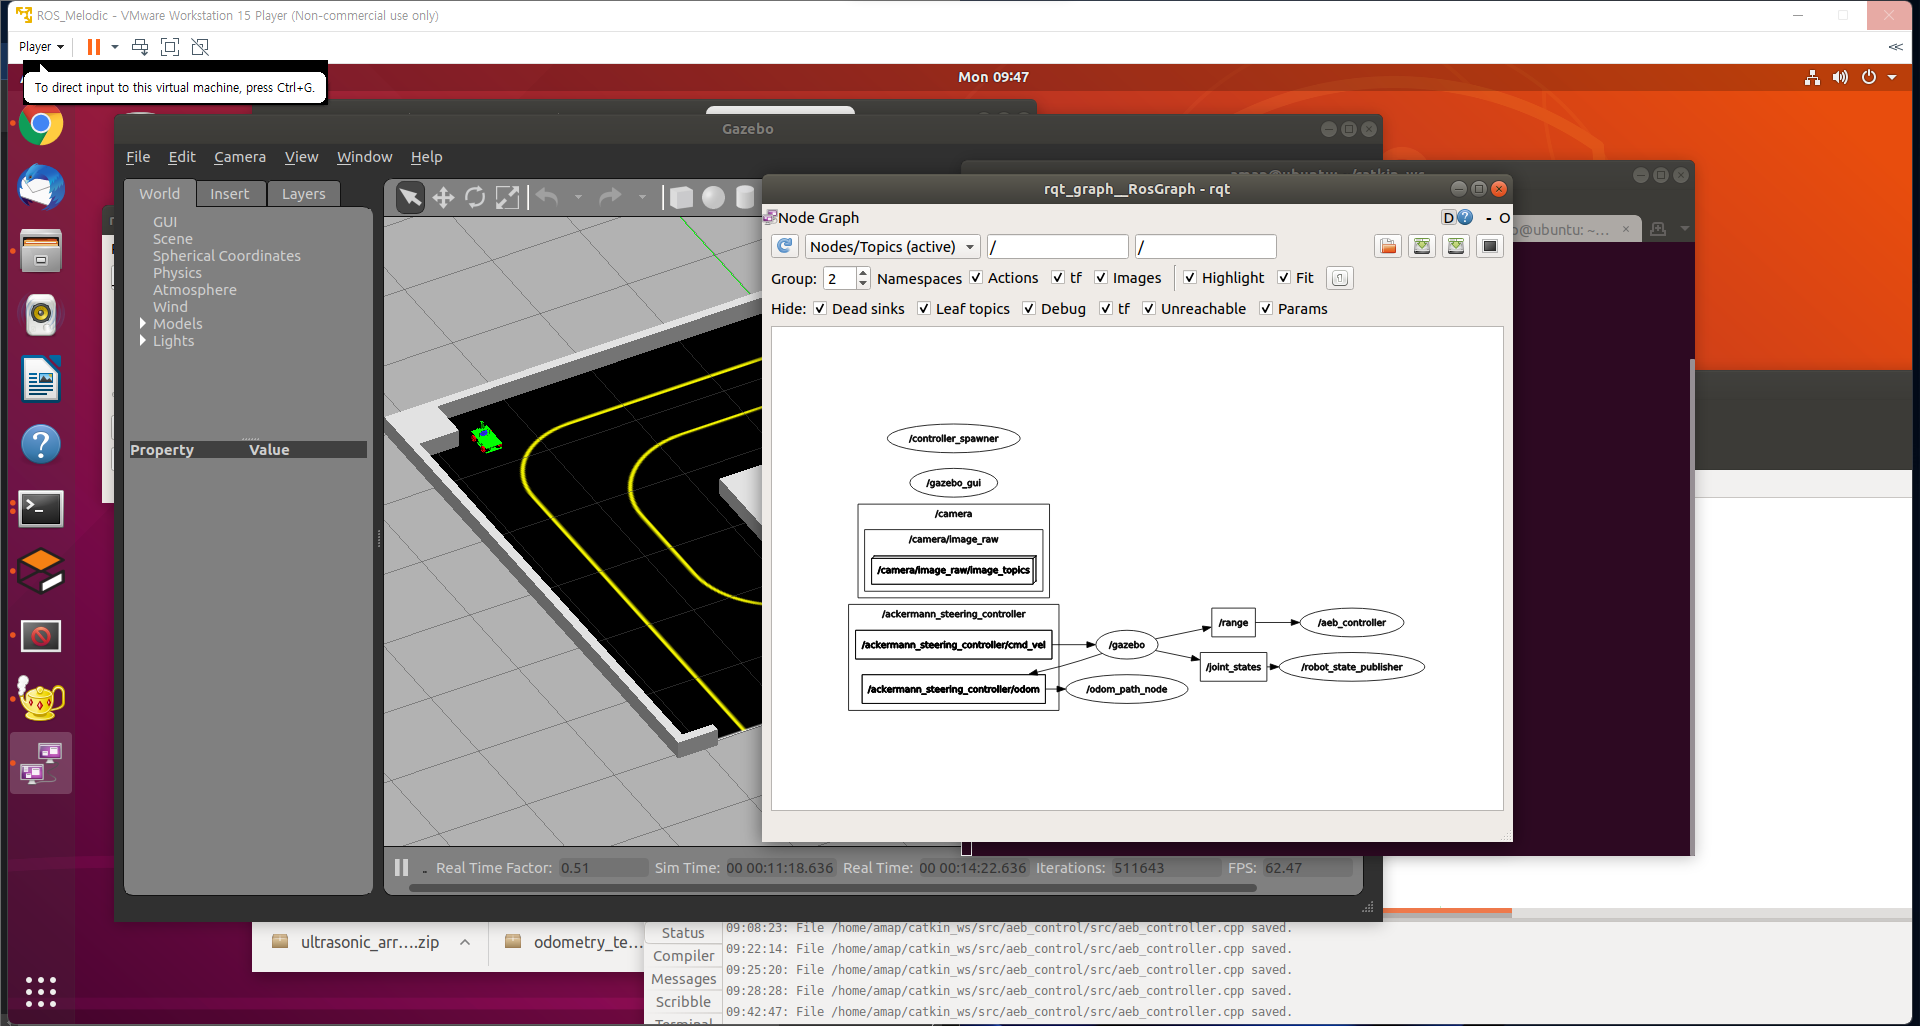 ROS_Melodic - VMware Workstation 15 Player (Non-commercial use only)
Player
To direct input to this virtual machine, press Ctrl+G.
Mon 09:47
Gazebo
File Edit Camera View Window Help
World Insert Layers
GUI
Scene
Spherical Coordinates
Physics
Atmosphere
Wind
Models
Lights
Property Value
rqt_graph__RosGraph - rqt
Node Graph
D - O
Nodes/Topics (active) / /
Group: 2 Namespaces Actions tf Images Highlight Fit
Hide: Dead sinks Leaf topics Debug tf Unreachable Params
/controller_spawner
/gazebo_gui
/camera
/camera/image_raw
/camera/image_raw/image_topics
/ackermann_steering_controller
/ackermann_steering_controller/cmd_vel
/gazebo
/range
/aeb_controller
/joint_states
/robot_state_publisher
/ackermann_steering_controller/odom
/odom_path_node
o@ubuntu: ~...
Real Time Factor: 0.51 Sim Time: 00 00:11:18.636 Real Time: 00 00:14:22.636 Iterations: 511643 FPS: 62.47
ultrasonic_arr....zip
odometry_te...
Status
Compiler
Messages
Scribble
Terminal
09:08:23: File /home/amap/catkin_ws/src/aeb_control/src/aeb_controller.cpp saved.
09:22:14: File /home/amap/catkin_ws/src/aeb_control/src/aeb_controller.cpp saved.
09:25:20: File /home/amap/catkin_ws/src/aeb_control/src/aeb_controller.cpp saved.
09:28:28: File /home/amap/catkin_ws/src/aeb_control/src/aeb_controller.cpp saved.
09:42:47: File /home/amap/catkin_ws/src/aeb_control/src/aeb_controller.cpp saved.